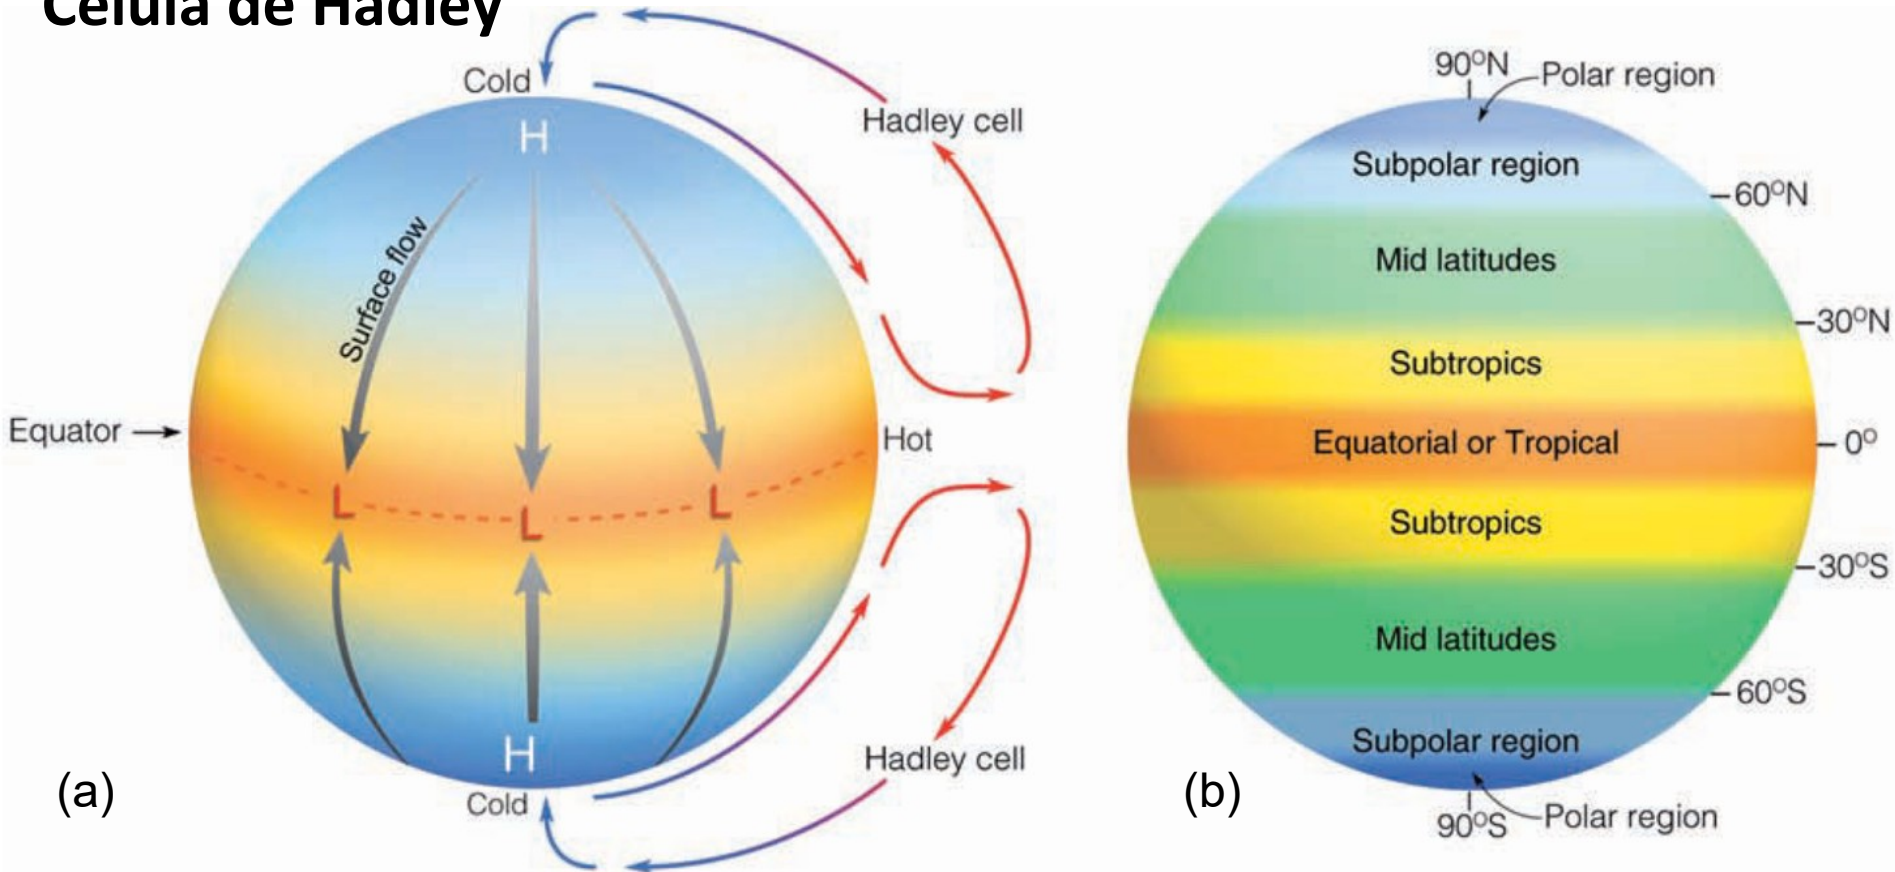 Célula de Hadley
Cold
H
Hadley cell
Surface flow
Equator
Hot
L
L
L
H
Hadley cell
Cold
(a)
90°N
Polar region
Subpolar region
60°N
Mid latitudes
30°N
Subtropics
Equatorial or Tropical
0°
Subtropics
30°S
Mid latitudes
60°S
Subpolar region
(b)
90°S
Polar region